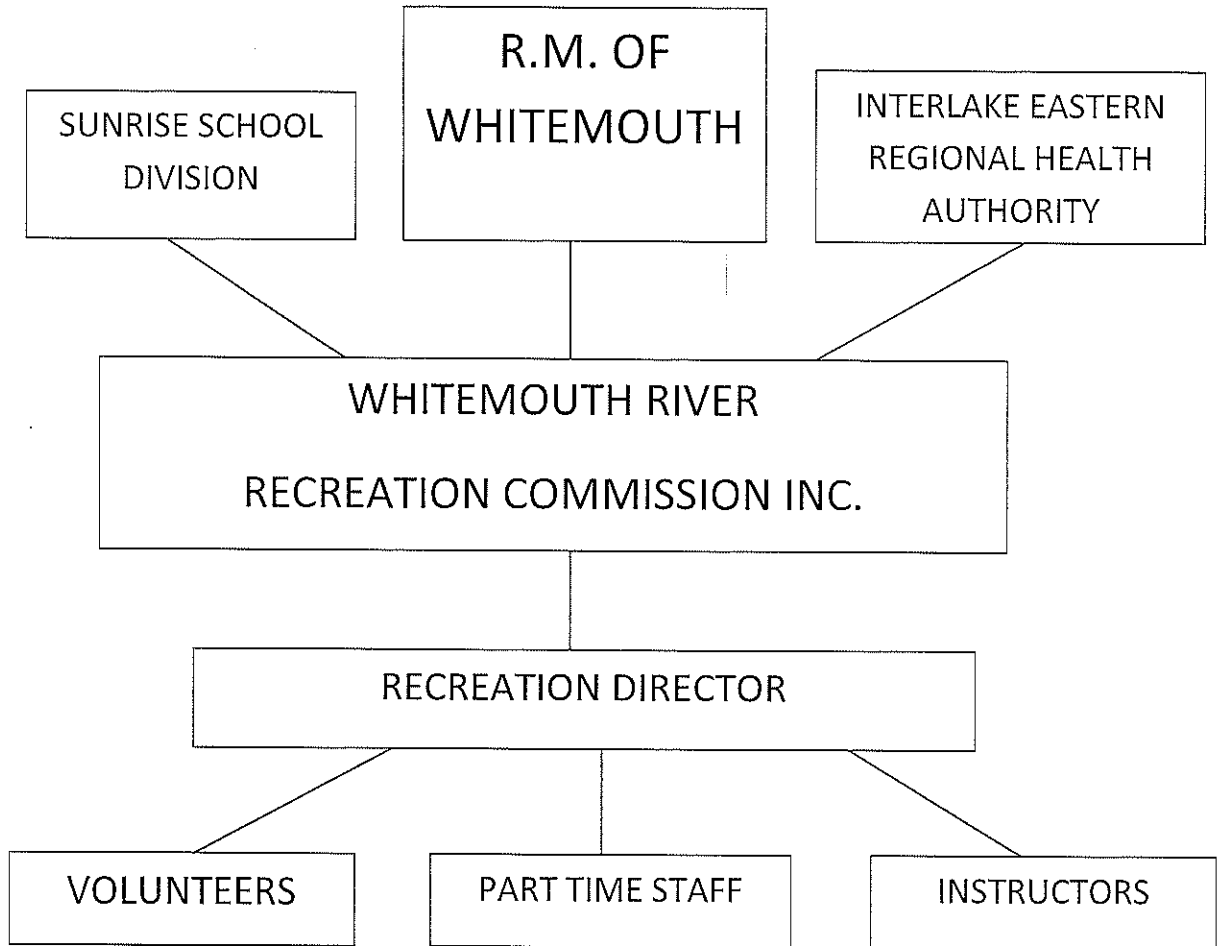 SUNRISE SCHOOL
DIVISION
R.M. OF
WHITEMOUTH
INTERLAKE EASTERN
REGIONAL HEALTH
AUTHORITY
WHITEMOUTH RIVER
RECREATION COMMISSION INC.
RECREATION DIRECTOR
VOLUNTEERS
PART TIME STAFF
INSTRUCTORS